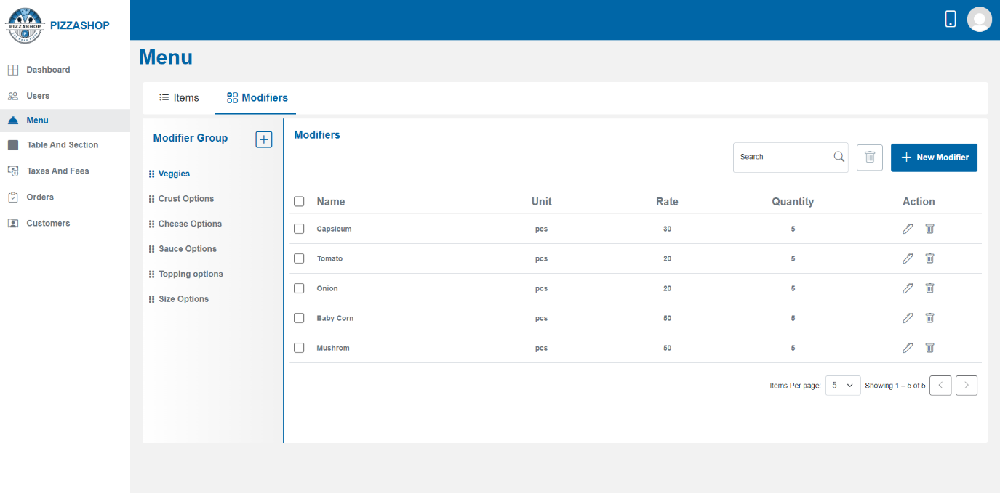 PIZZASHOP
PIZZASHOP
Dashboard
Users
Menu
Table And Section
Taxes And Fees
Orders
Customers
Menu
Items Modifiers
Modifier Group
Veggies
Crust Options
Cheese Options
Sauce Options
Topping options
Size Options
Modifiers
Search
New Modifier
Name Unit Rate Quantity Action
Capsicum pcs 30 5
Tomato pcs 20 5
Onion pcs 20 5
Baby Corn pcs 50 5
Mushrom pcs 50 5
Items Per page: 5 Showing 1 – 5 of 5